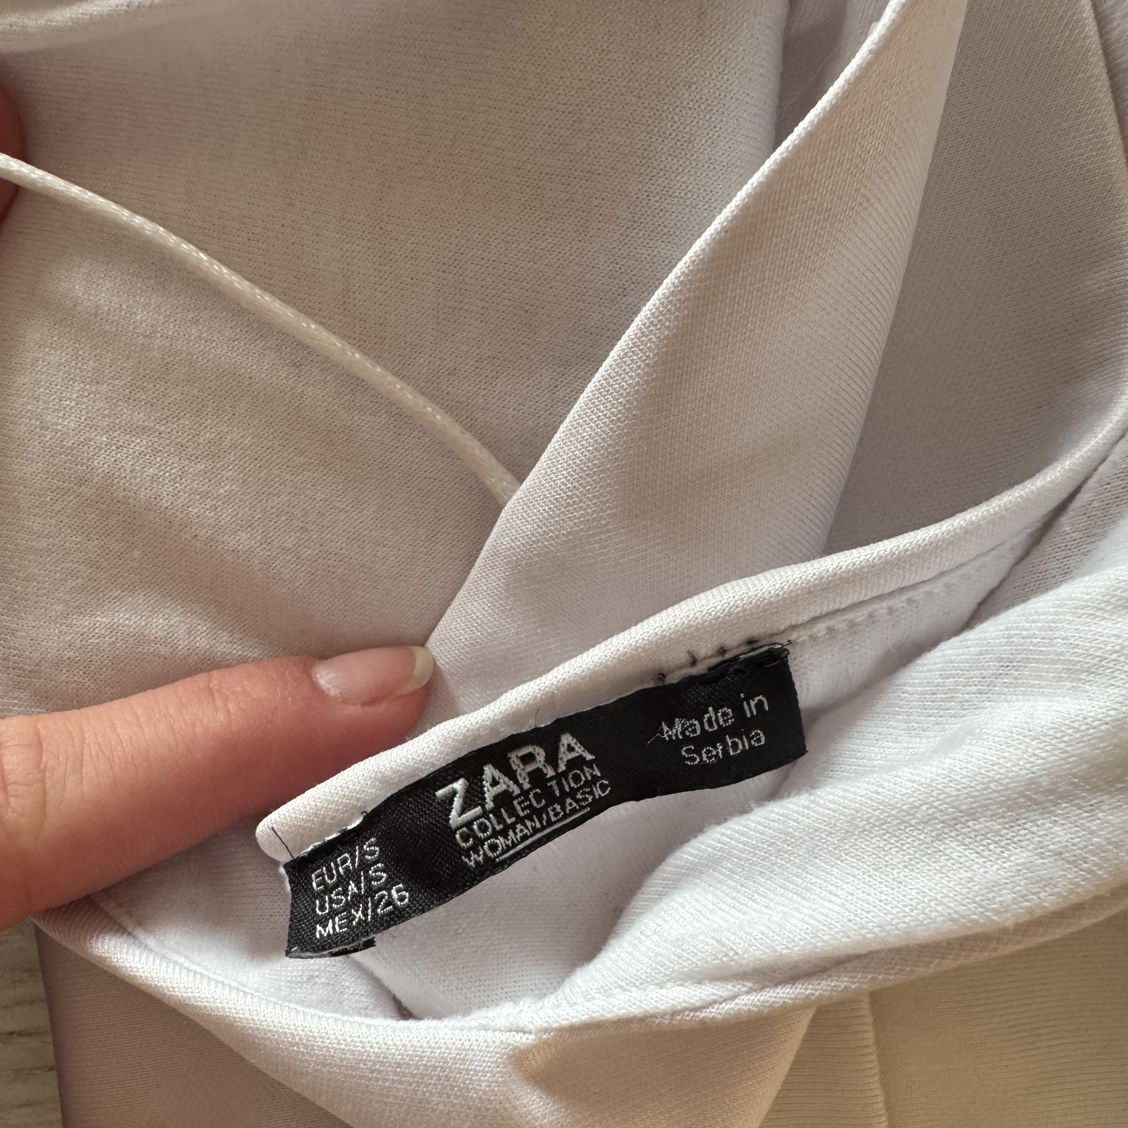 EUR/S
USA/S
MEX/26
ZARA
COLLECTION
WOMAN/BASIC
Made in
Serbia